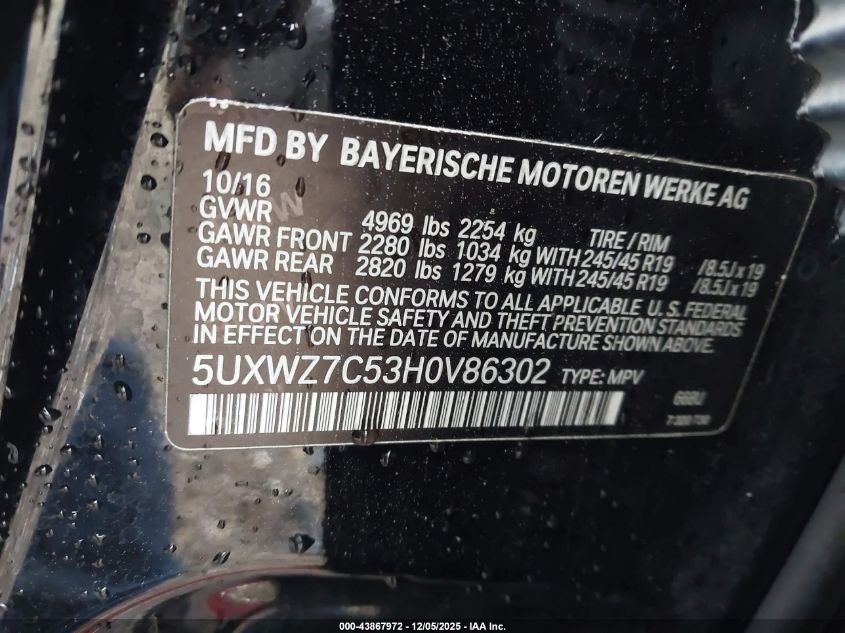 MFD BY BAYERISCHE MOTOREN WERKE AG
10/16
GVWR 4969 lbs 2254 kg TIRE / RIM
GAWR FRONT 2280 lbs 1034 kg WITH 245/45 R19 /8.5J x 19
GAWR REAR 2820 lbs 1279 kg WITH 245/45 R19 /8.5J x 19
THIS VEHICLE CONFORMS TO ALL APPLICABLE U. S. FEDERAL
MOTOR VEHICLE SAFETY AND THEFT PREVENTION STANDARDS
IN EFFECT ON THE DATE OF MANUFACTURE SHOWN ABOVE.
5UXWZ7C53H0V86302 TYPE: MPV
000-43867972 - 12/05/2025 - IAA Inc.